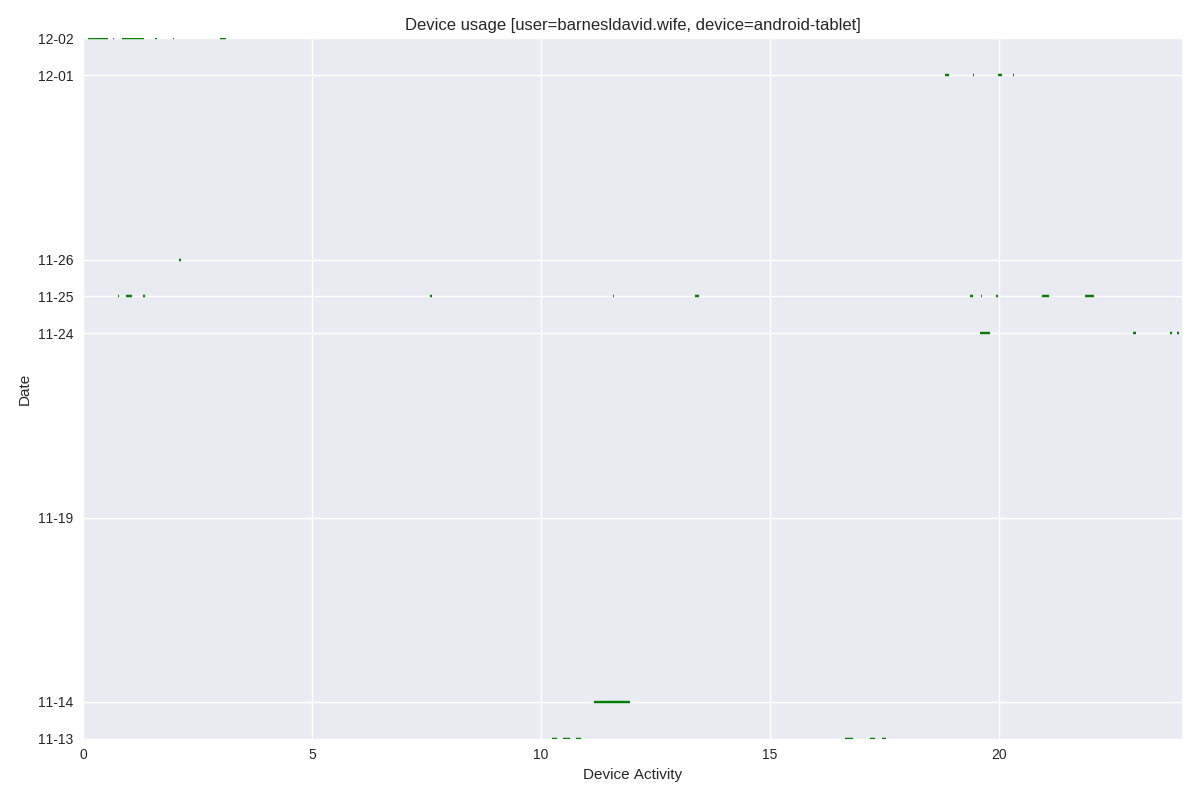 Device usage [user=barnesldavid.wife, device=android-tablet]
12-02
12-01
11-26
11-25
11-24
Date
11-19
11-14
11-13
0 5 10 15 20
Device Activity